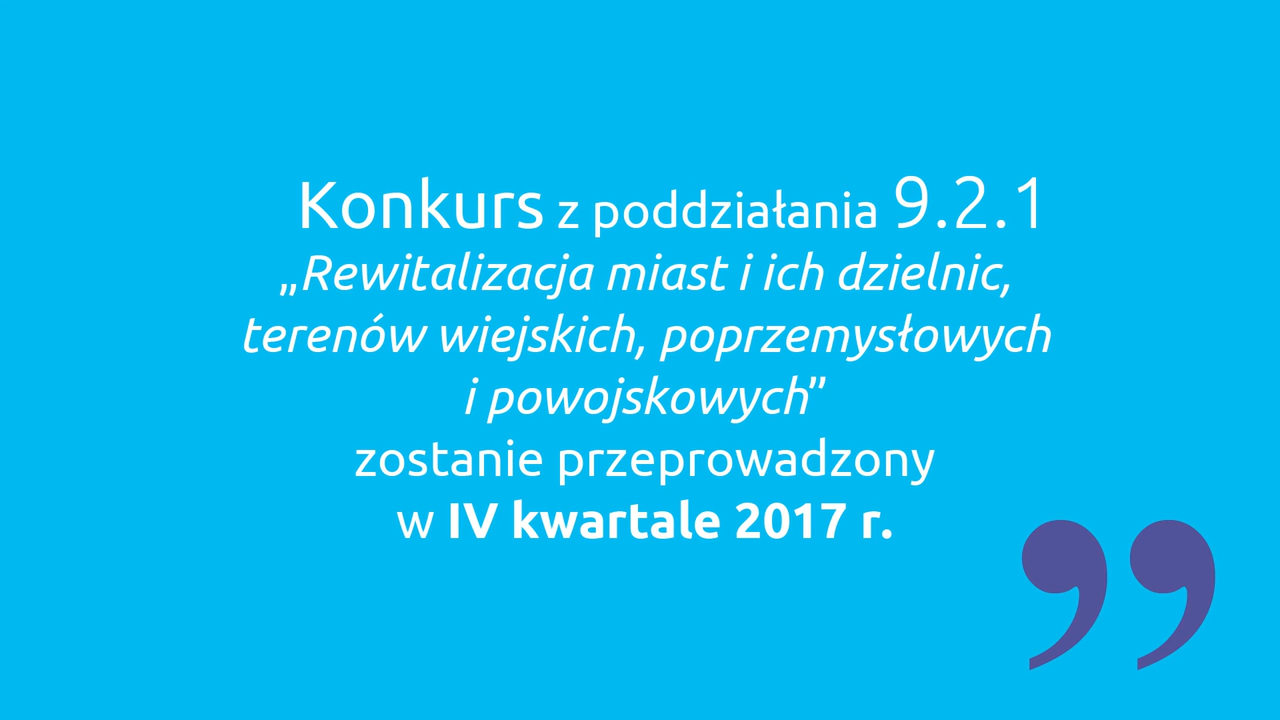 Konkurs z poddziałania 9.2.1
„Rewitalizacja miast i ich dzielnic,
terenów wiejskich, poprzemysłowych
i powojskowych”
zostanie przeprowadzony
w IV kwartale 2017 r.
”